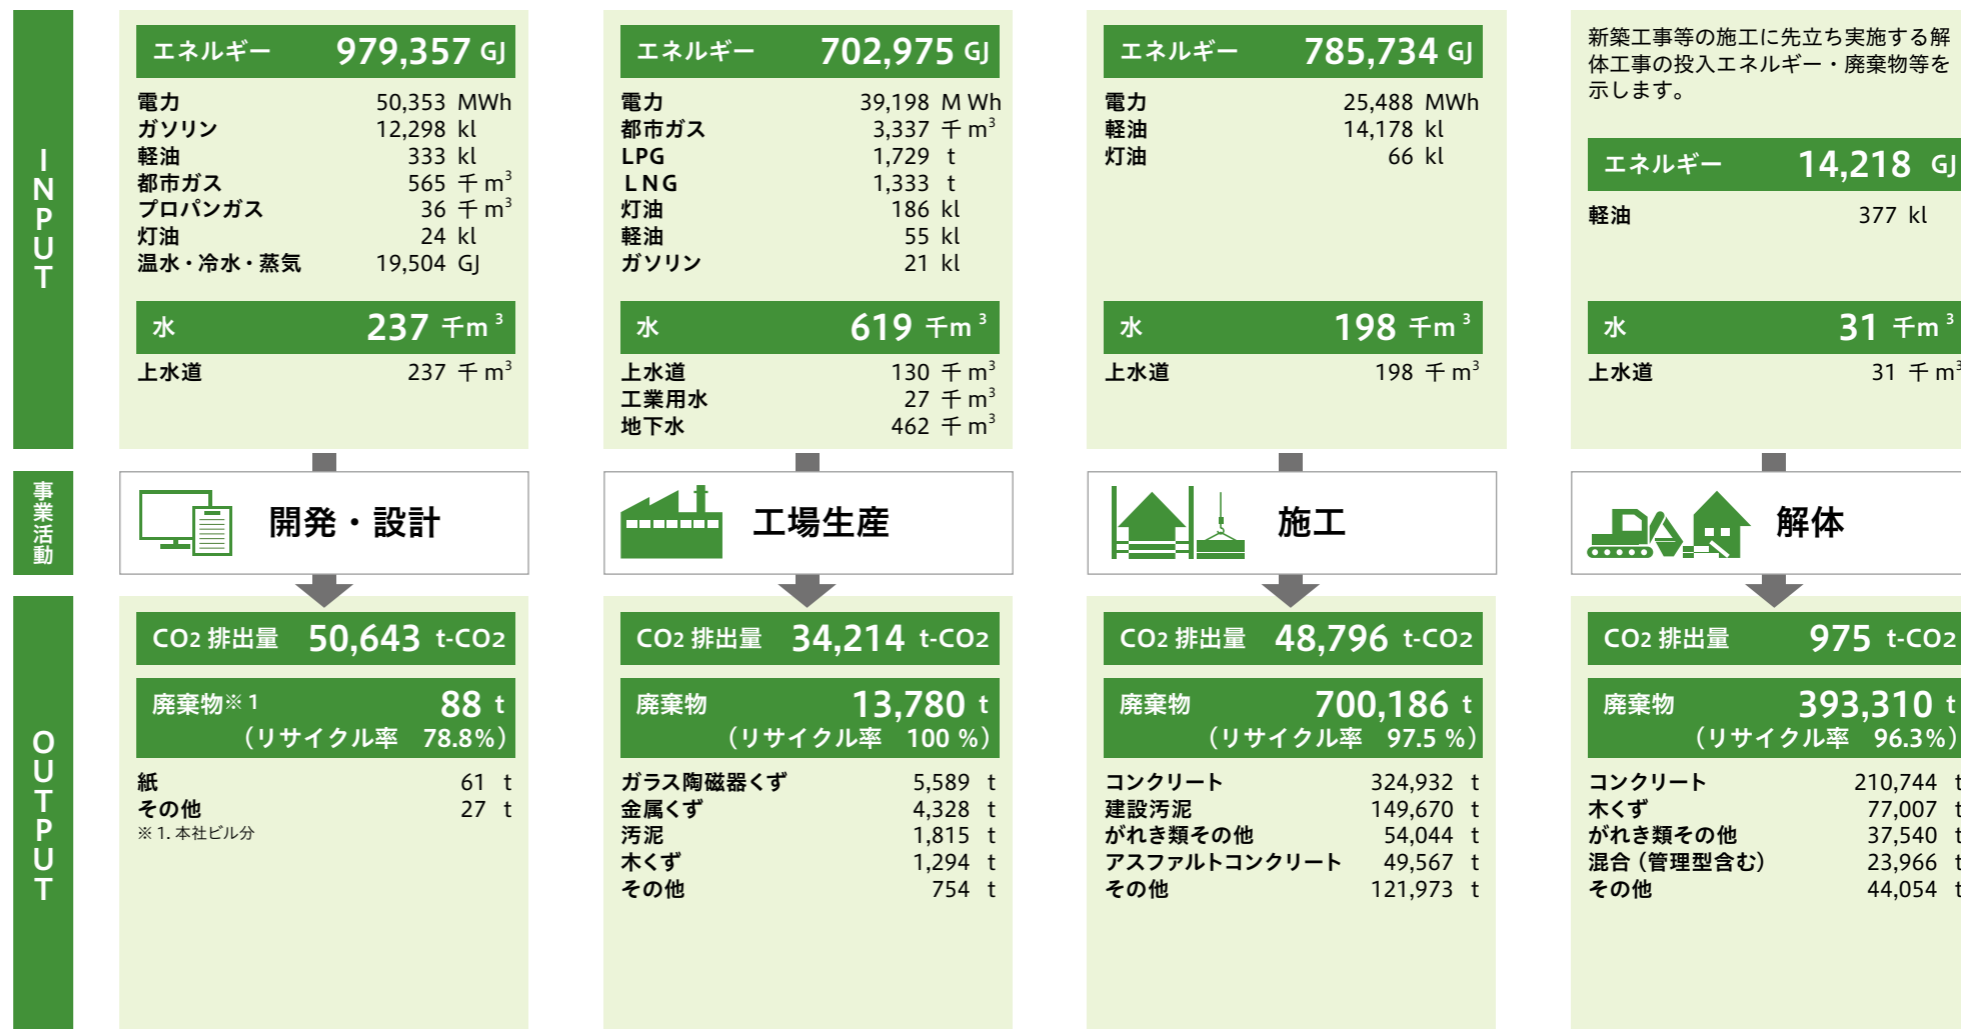 INPUT
エネルギー 979,357 GJ
電力 50,353 MWh
ガソリン 12,298 kl
軽油 333 kl
都市ガス 565 千m³
プロパンガス 36 千m³
灯油 24 kl
温水・冷水・蒸気 19,504 GJ
水 237 千m³
上水道 237 千m³
エネルギー 702,975 GJ
電力 39,198 MWh
都市ガス 3,337 千m³
LPG 1,729 t
LNG 1,333 t
灯油 186 kl
軽油 55 kl
ガソリン 21 kl
水 619 千m³
上水道 130 千m³
工業用水 27 千m³
地下水 462 千m³
エネルギー 785,734 GJ
電力 25,488 MWh
軽油 14,178 kl
灯油 66 kl
水 198 千m³
上水道 198 千m³
新築工事等の施工に先立ち実施する解
体工事の投入エネルギー・廃棄物等を
示します。
エネルギー 14,218 GJ
軽油 377 kl
水 31 千m³
上水道 31 千m³
事業活動
開発・設計
工場生産
施工
解体
OUTPUT
CO2排出量 50,643 t-CO2
廃棄物※1 88 t
（リサイクル率 78.8%）
紙 61 t
その他 27 t
※1. 本社ビル分
CO2排出量 34,214 t-CO2
廃棄物 13,780 t
（リサイクル率 100 %）
ガラス陶磁器くず 5,589 t
金属くず 4,328 t
汚泥 1,815 t
木くず 1,294 t
その他 754 t
CO2排出量 48,796 t-CO2
廃棄物 700,186 t
（リサイクル率 97.5 %）
コンクリート 324,932 t
建設汚泥 149,670 t
がれき類その他 54,044 t
アスファルトコンクリート 49,567 t
その他 121,973 t
CO2排出量 975 t-CO2
廃棄物 393,310 t
（リサイクル率 96.3%）
コンクリート 210,744 t
木くず 77,007 t
がれき類その他 37,540 t
混合（管理型含む） 23,966 t
その他 44,054 t